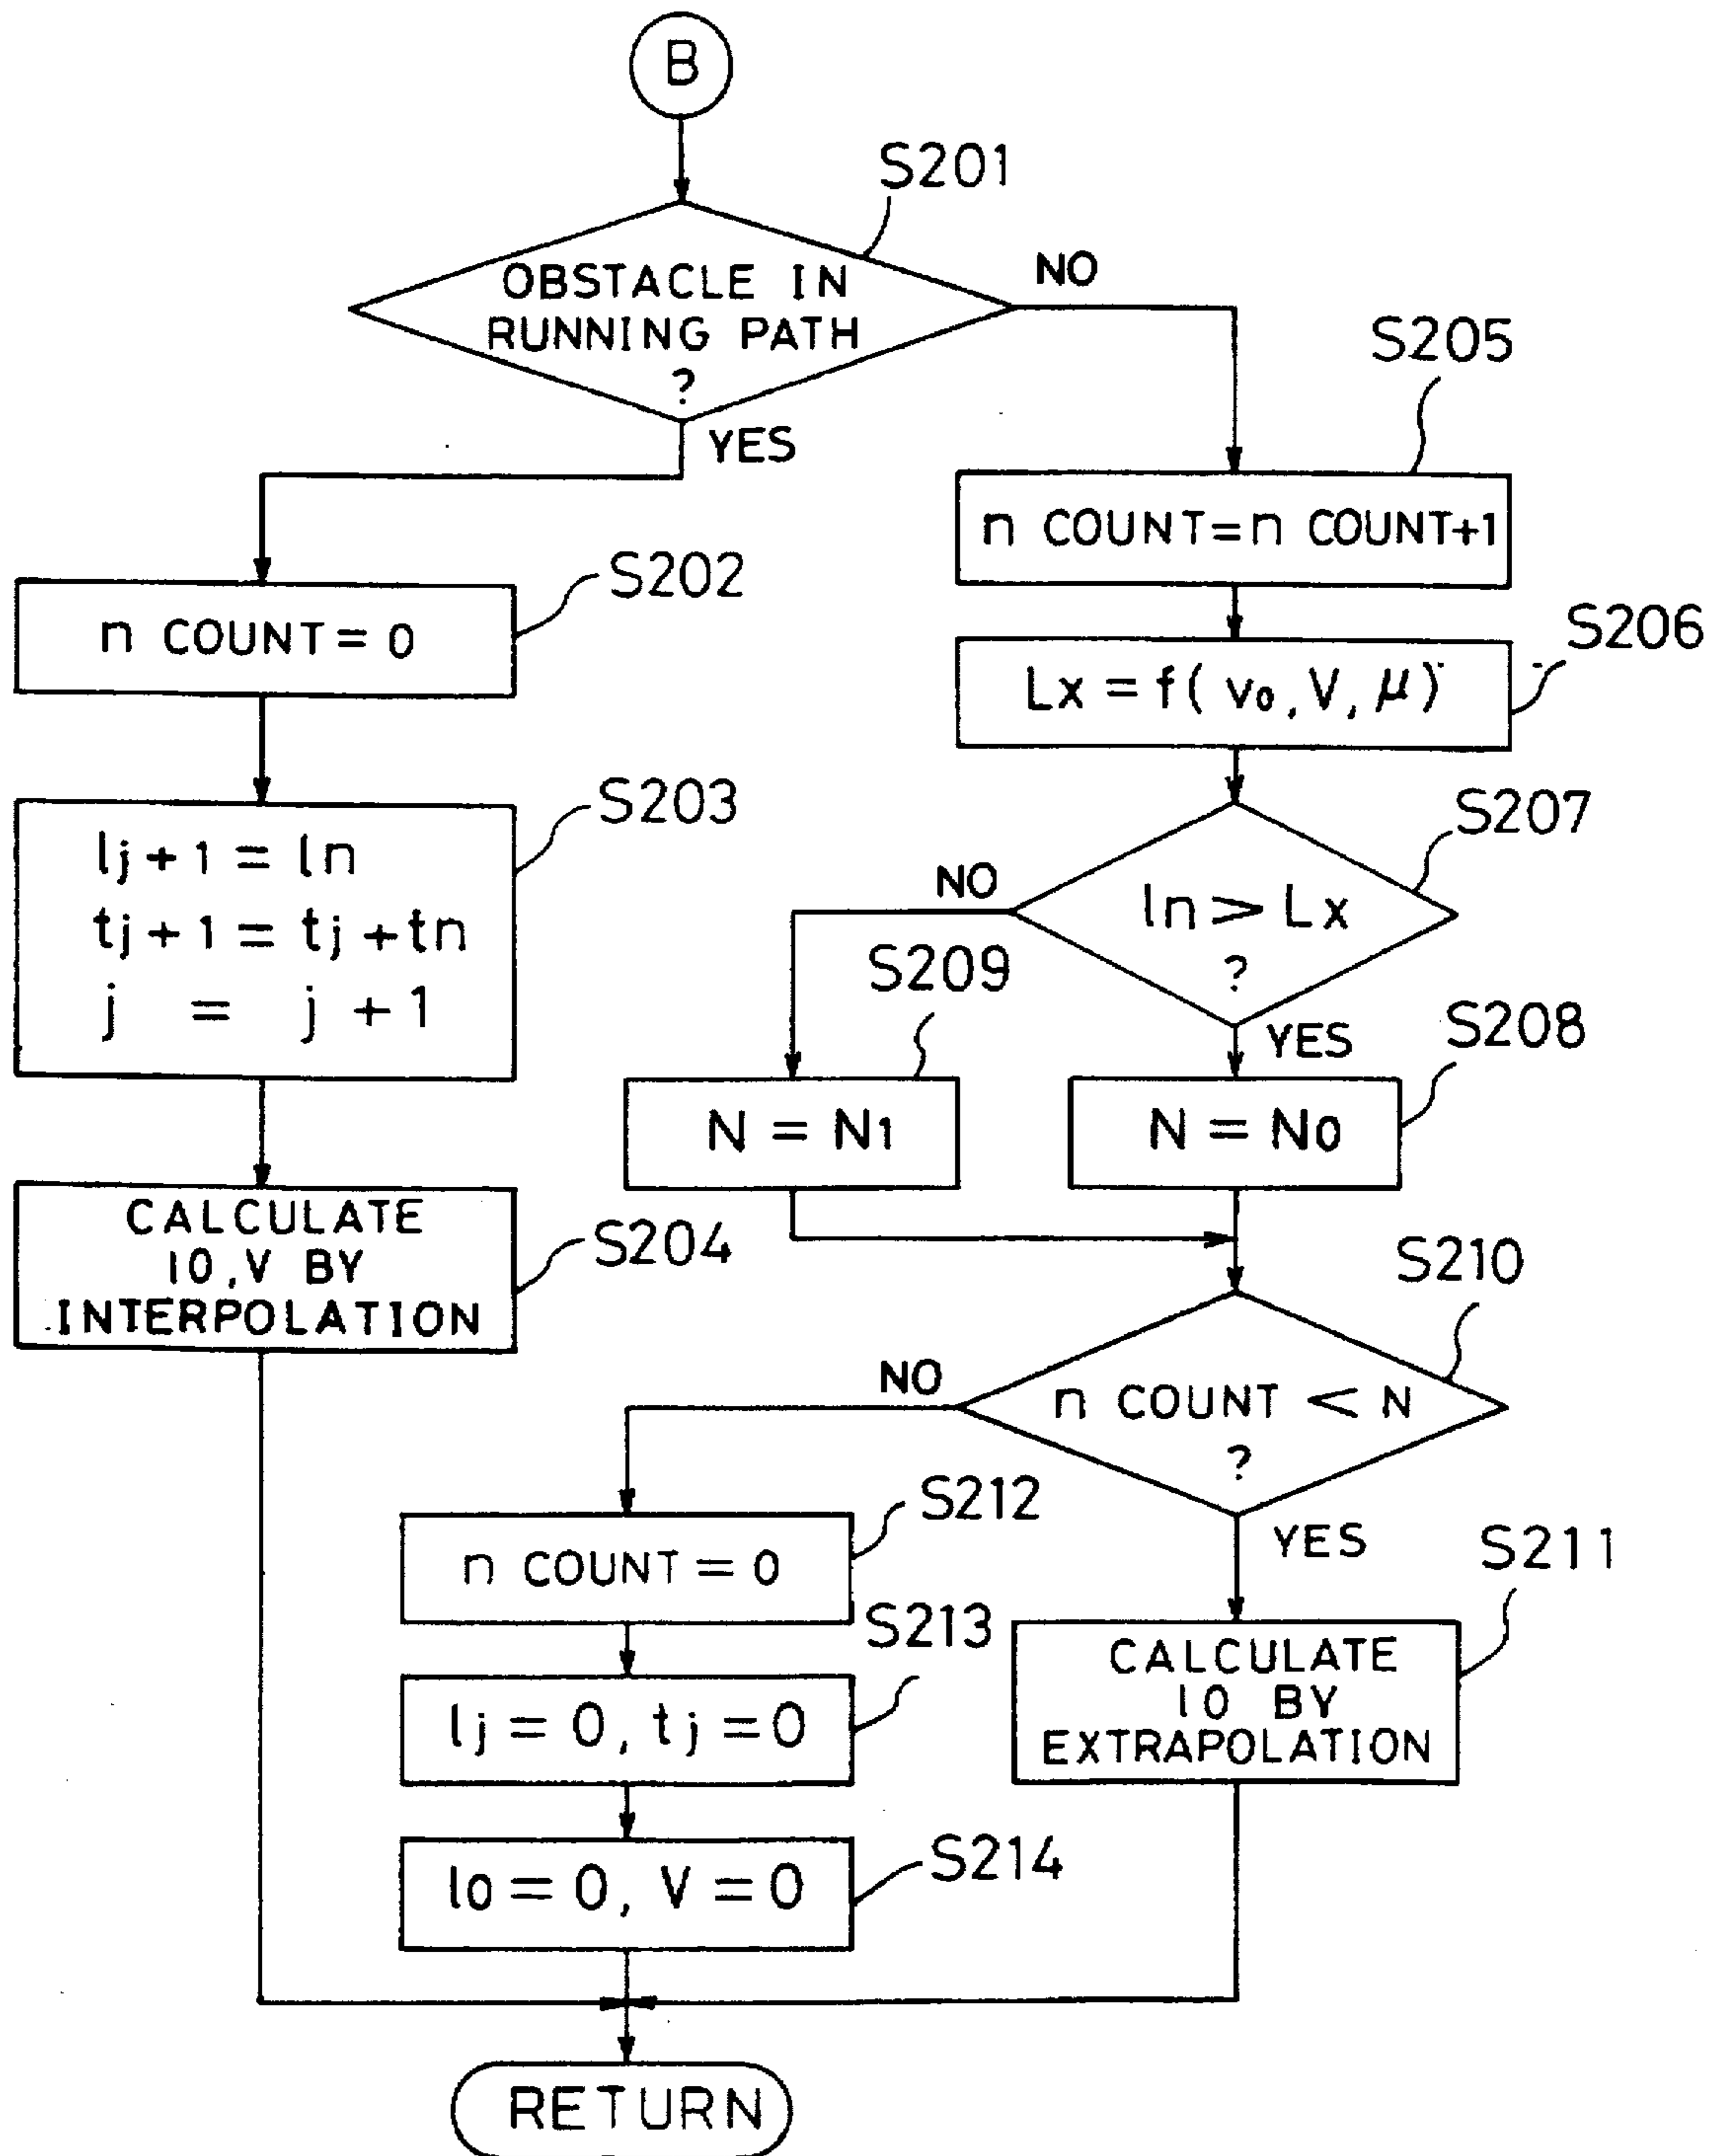 B
S201
OBSTACLE IN
RUNNING PATH
?
NO
YES
S202
n COUNT = 0
S203
lj + 1 = ln
tj + 1 = tj + tn
j = j + 1
S204
CALCULATE
l0, V BY
INTERPOLATION
S205
n COUNT = n COUNT+1
S206
Lx = f( v0, V, μ)
S207
ln > Lx
?
NO
YES
S209
N = N1
S208
N = N0
S210
n COUNT < N
?
NO
YES
S212
n COUNT = 0
S213
lj = 0, tj = 0
S214
l0 = 0, V = 0
S211
CALCULATE
l0 BY
EXTRAPOLATION
RETURN